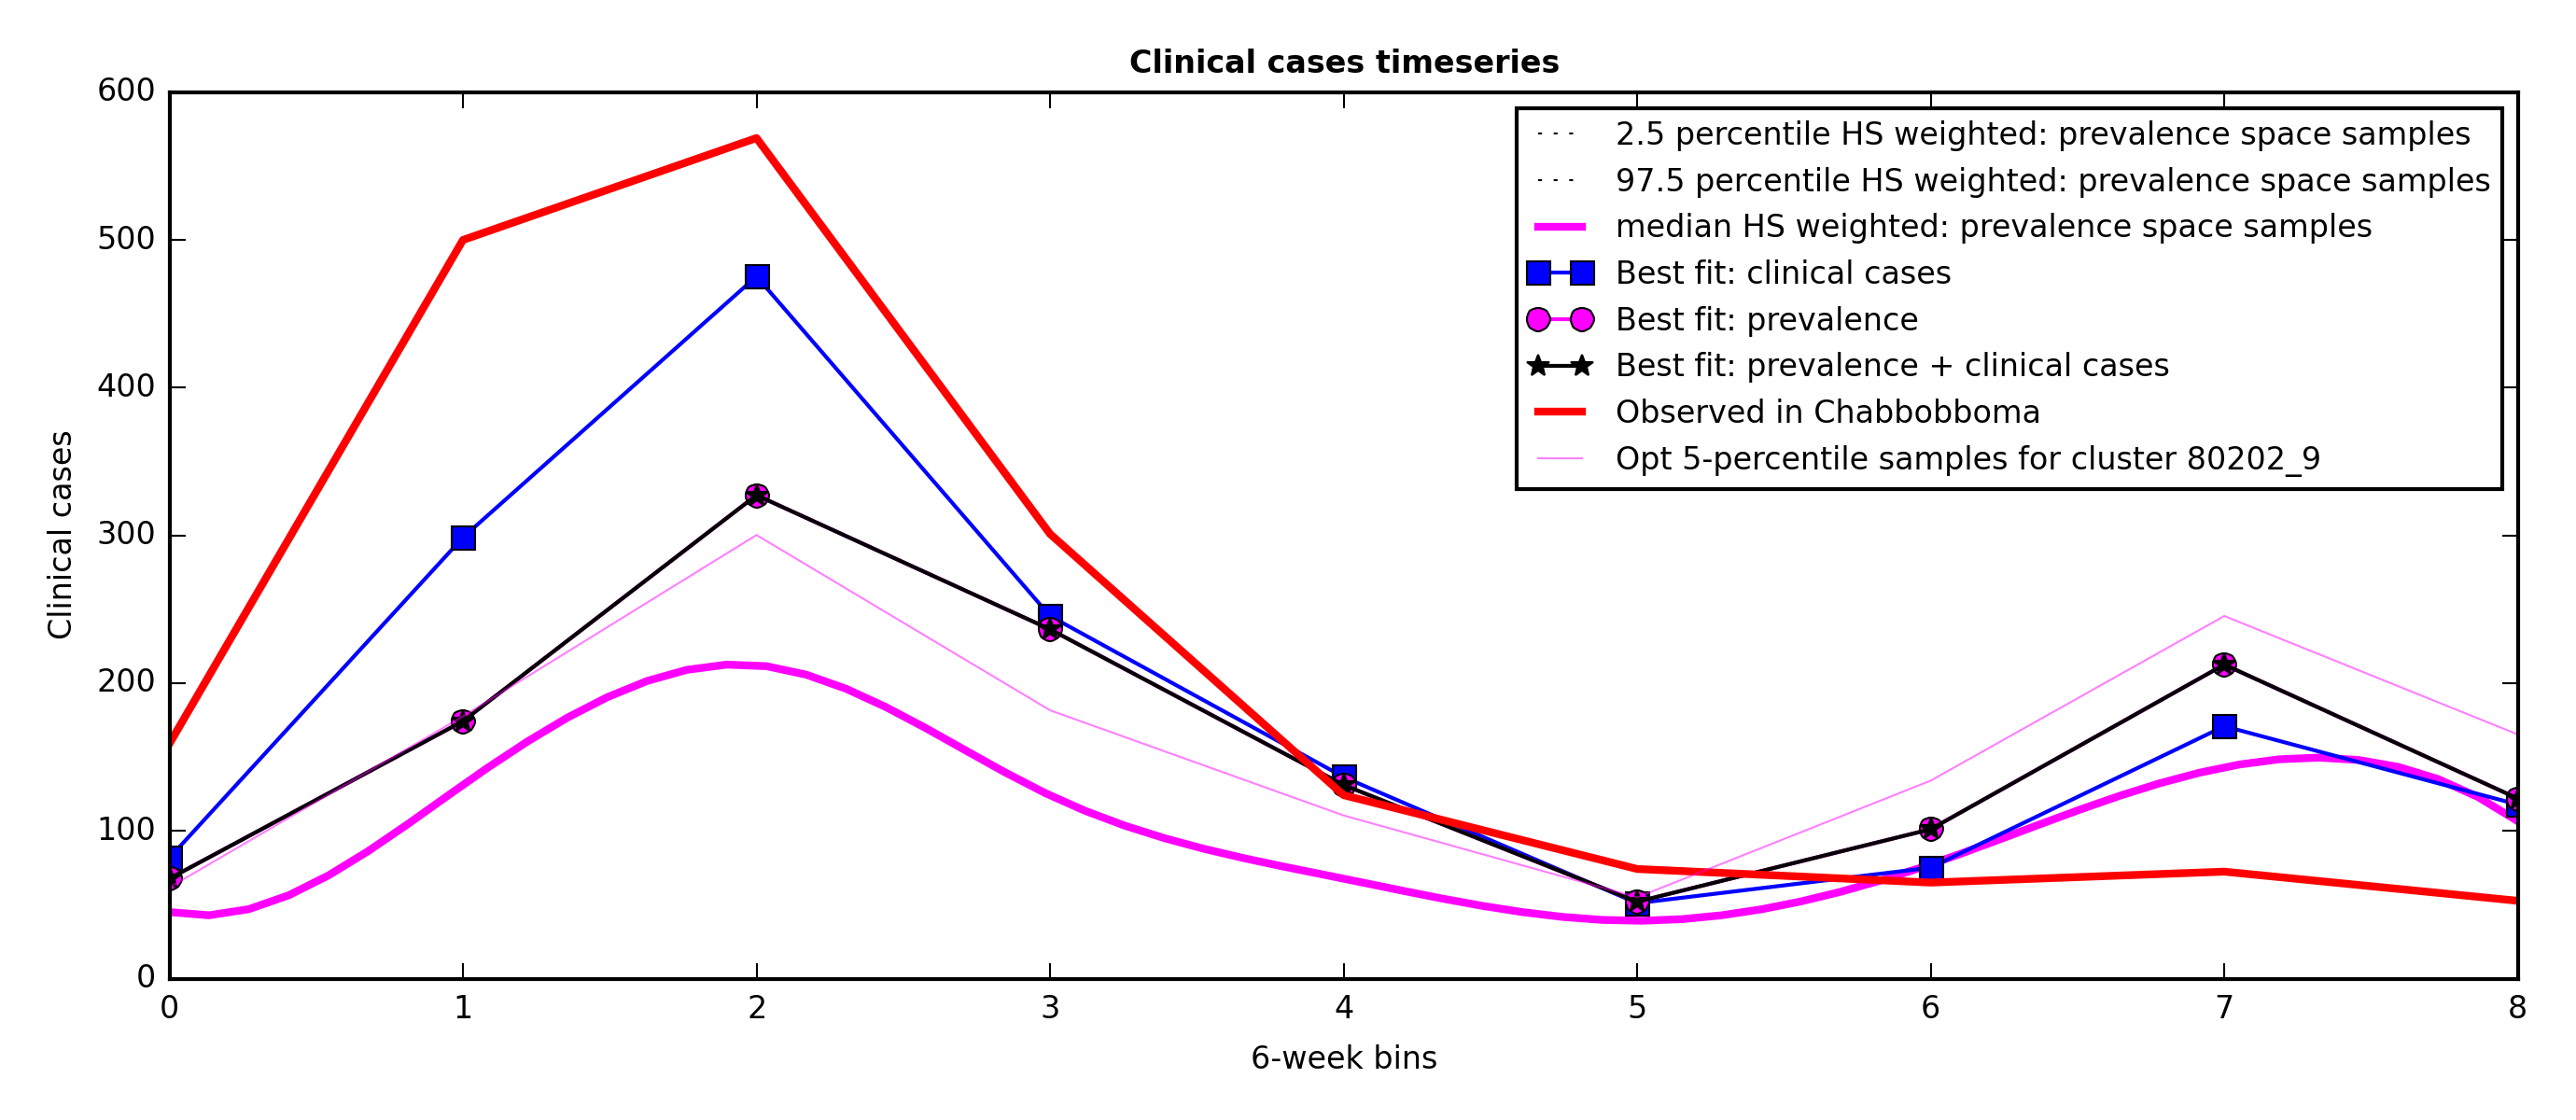 Clinical cases timeseries
600
500
400
300
200
100
0
Clinical cases
2.5 percentile HS weighted: prevalence space samples
97.5 percentile HS weighted: prevalence space samples
median HS weighted: prevalence space samples
Best fit: clinical cases
Best fit: prevalence
Best fit: prevalence + clinical cases
Observed in Chabbobboma
Opt 5-percentile samples for cluster 80202_9
0 1 2 3 4 5 6 7 8
6-week bins